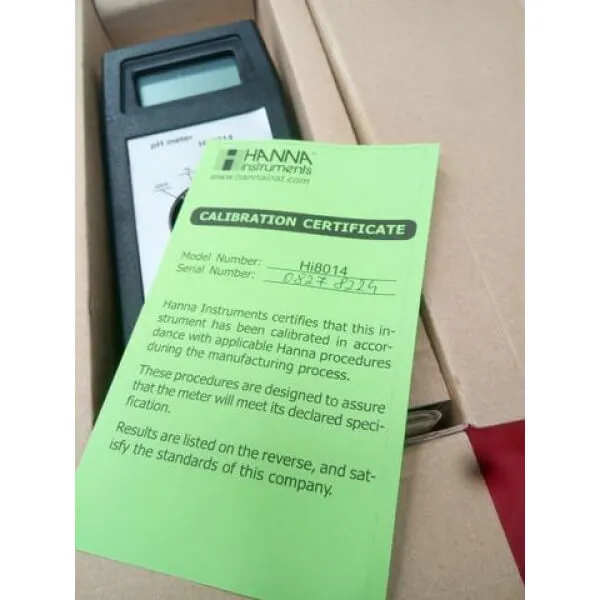 pH meter
HANNA
instruments
www.hannainst.com
CALIBRATION CERTIFICATE
Model Number: Hi8014
Serial Number: 0827 8224
Hanna Instruments certifies that this in-
strument has been calibrated in accor-
dance with applicable Hanna procedures
during the manufacturing process.
These procedures are designed to assure
that the meter will meet its declared speci-
fication.
Results are listed on the reverse, and sat-
isfy the standards of this company.